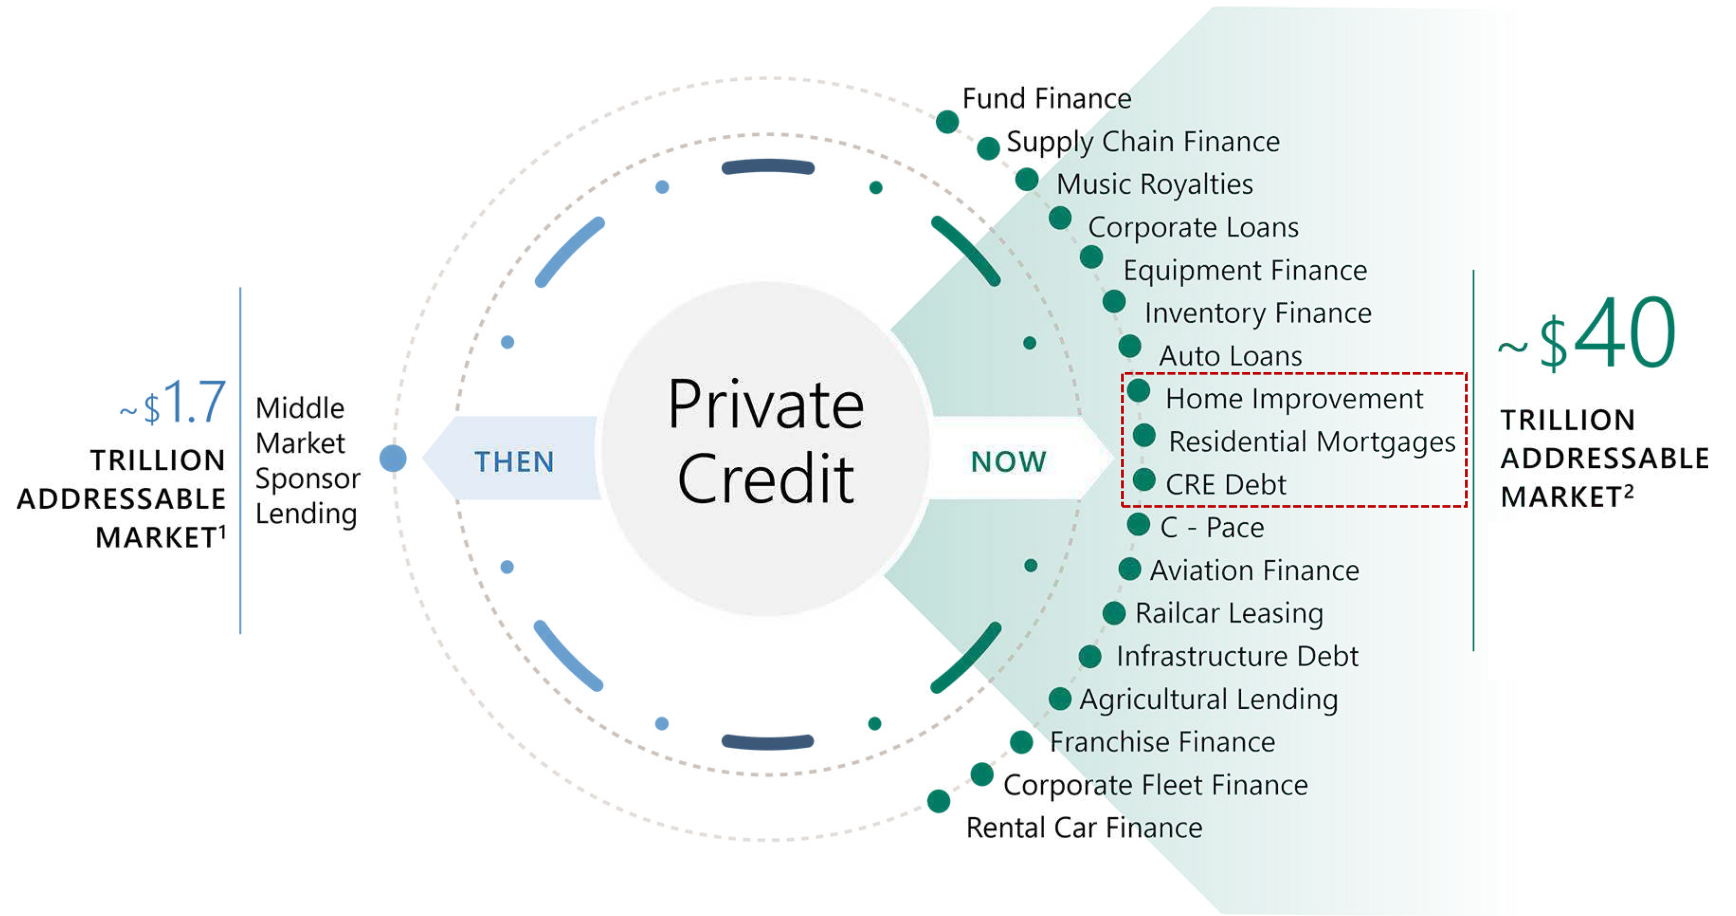 ~$1.7
TRILLION
ADDRESSABLE
MARKET1
Middle
Market
Sponsor
Lending
THEN
Private
Credit
NOW
Fund Finance
Supply Chain Finance
Music Royalties
Corporate Loans
Equipment Finance
Inventory Finance
Auto Loans
Home Improvement
Residential Mortgages
CRE Debt
C - Pace
Aviation Finance
Railcar Leasing
Infrastructure Debt
Agricultural Lending
Franchise Finance
Corporate Fleet Finance
Rental Car Finance
~$40
TRILLION
ADDRESSABLE
MARKET2